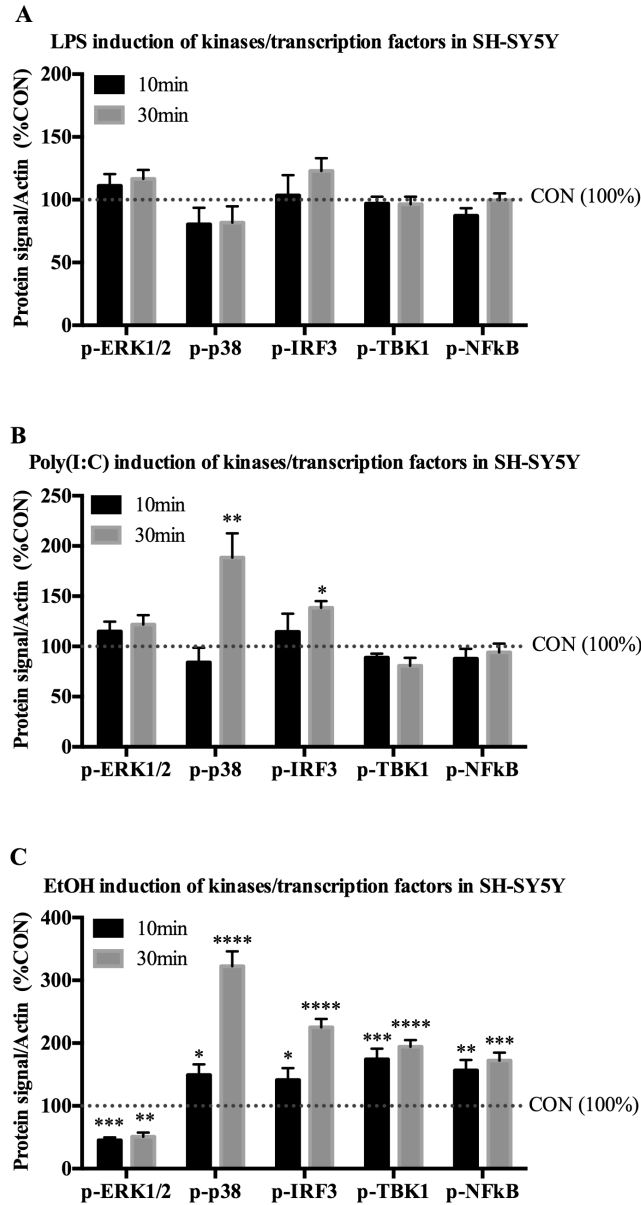 A
LPS induction of kinases/transcription factors in SH-SY5Y
Protein signal/Actin (%CON)
200
150
100
50
0
10min
30min
CON (100%)
p-ERK1/2 p-p38 p-IRF3 p-TBK1 p-NFkB
B
Poly(I:C) induction of kinases/transcription factors in SH-SY5Y
Protein signal/Actin (%CON)
250
200
150
100
50
0
10min
30min
**
*
CON (100%)
p-ERK1/2 p-p38 p-IRF3 p-TBK1 p-NFkB
C
EtOH induction of kinases/transcription factors in SH-SY5Y
Protein signal/Actin (%CON)
400
300
200
100
0
10min
30min
*** ** * **** * **** *** **** ** ***
CON (100%)
p-ERK1/2 p-p38 p-IRF3 p-TBK1 p-NFkB